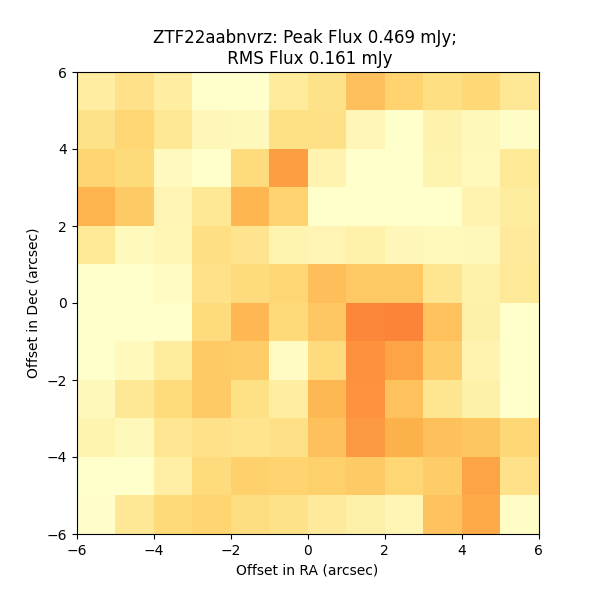 ZTF22aabnvrz: Peak Flux 0.469 mJy;
RMS Flux 0.161 mJy
6
4
2
0
−2
−4
−6
Offset in Dec (arcsec)
−6 −4 −2 0 2 4 6
Offset in RA (arcsec)